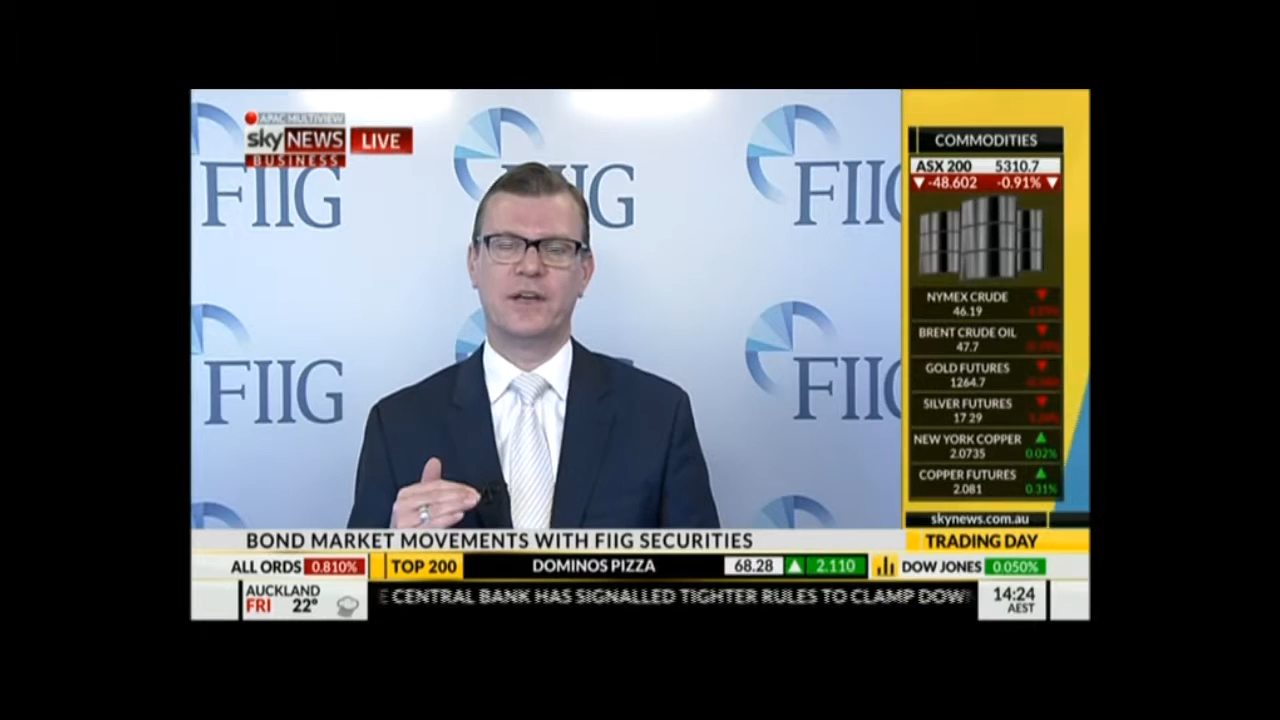 APAC MULTIVIEW
sky NEWS LIVE
BUSINESS
FIIG
FIIG
FII
FIIG
FII
COMMODITIES
ASX 200 5310.7
▼ -48.602 -0.91% ▼
NYMEX CRUDE
46.19
BRENT CRUDE OIL
47.7
GOLD FUTURES
1264.7
SILVER FUTURES
17.29
NEW YORK COPPER
2.0735 0.02%
COPPER FUTURES
2.081 0.31%
skynews.com.au
BOND MARKET MOVEMENTS WITH FIIG SECURITIES
TRADING DAY
ALL ORDS 0.810% TOP 200 DOMINOS PIZZA 68.28 ▲ 2.110 DOW JONES 0.050%
AUCKLAND
FRI 22°
CENTRAL BANK HAS SIGNALLED TIGHTER RULES TO CLAMP DOW
14:24
AEST